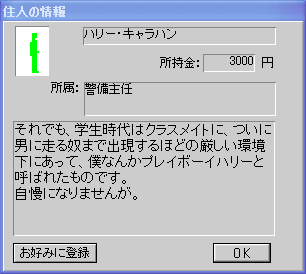 住人の情報
ハリー・キャラハン
所持金: 3000 円
所属: 警備主任
それでも、学生時代はクラスメイトに、ついに
男に走る奴まで出現するほどの厳しい環境
下にあって、僕なんかプレイボーイハリーと
呼ばれたものです。
自慢になりませんが。
お好みに登録
OK